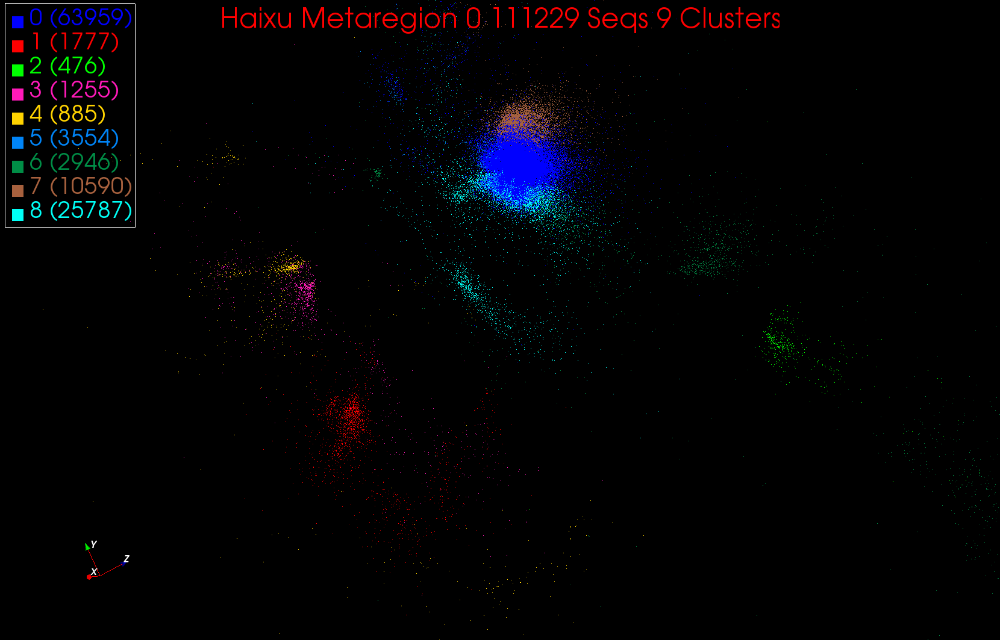 Haixu Metaregion 0 111229 Seqs 9 Clusters
0 (63959)
1 (1777)
2 (476)
3 (1255)
4 (885)
5 (3554)
6 (2946)
7 (10590)
8 (25787)
Y
Z
X